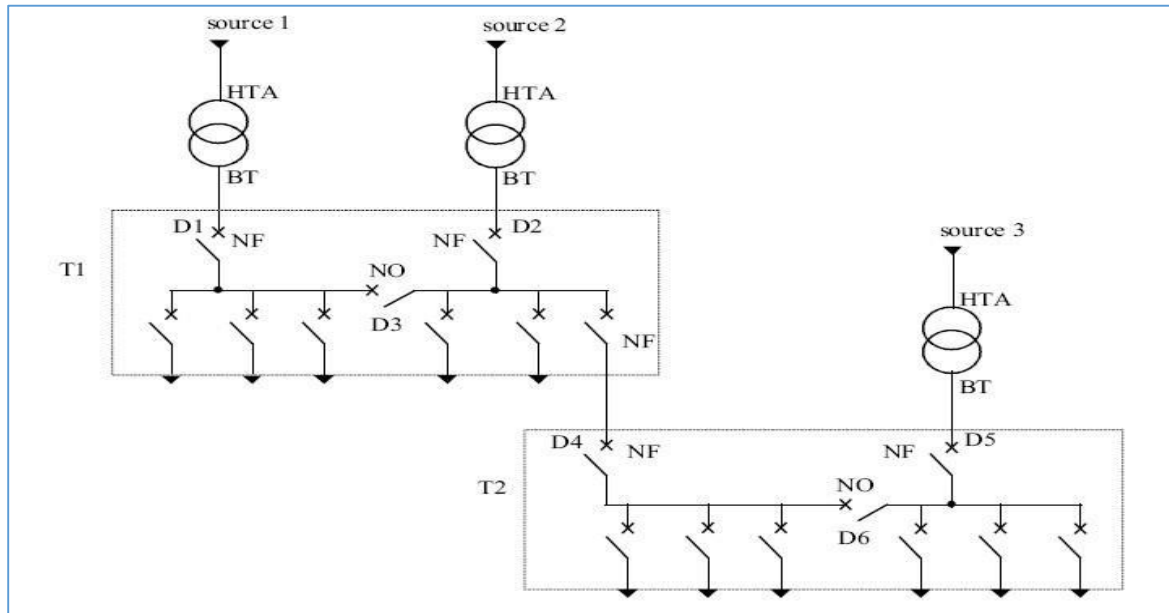 source 1
source 2
HTA
HTA
BT
BT
D1
NF
NF
D2
source 3
T1
NO
D3
HTA
NF
BT
D4
NF
NF
D5
T2
NO
D6